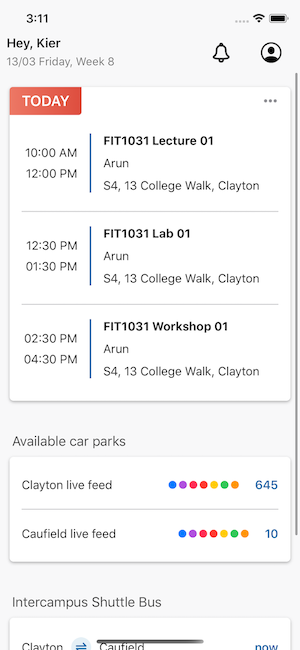 3:11
Hey, Kier
13/03 Friday, Week 8
TODAY
10:00 AM
12:00 PM
FIT1031 Lecture 01
Arun
S4, 13 College Walk, Clayton
12:30 PM
01:30 PM
FIT1031 Lab 01
Arun
S4, 13 College Walk, Clayton
02:30 PM
04:30 PM
FIT1031 Workshop 01
Arun
S4, 13 College Walk, Clayton
Available car parks
Clayton live feed 645
Caufield live feed 10
Intercampus Shuttle Bus
Clayton Caufield now